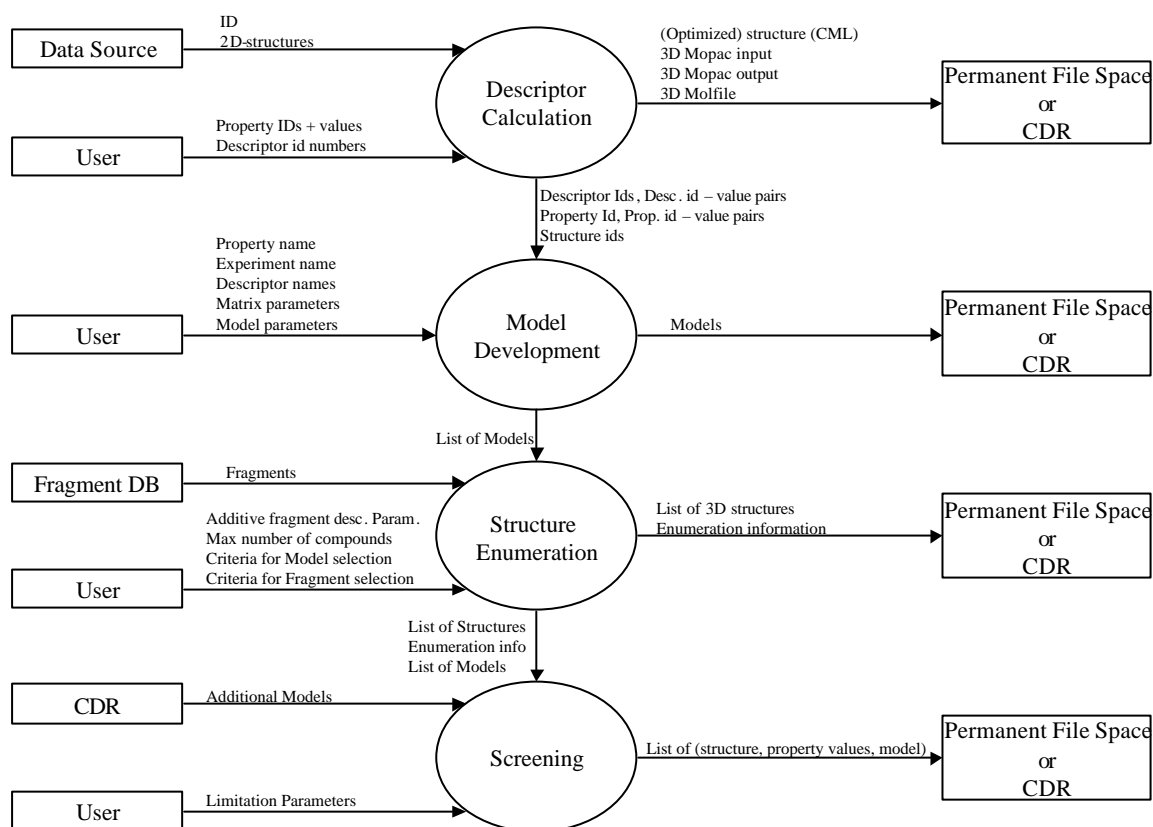 ID
2D-structures
Data Source
Descriptor
Calculation
(Optimized) structure (CML)
3D Mopac input
3D Mopac output
3D Molfile
Permanent File Space
or
CDR
Property IDs + values
Descriptor id numbers
User
Descriptor Ids, Desc. id – value pairs
Property Id, Prop. id – value pairs
Structure ids
Property name
Experiment name
Descriptor names
Matrix parameters
Model parameters
User
Model
Development
Models
Permanent File Space
or
CDR
List of Models
Fragment DB
Fragments
Additive fragment desc. Param.
Max number of compounds
Criteria for Model selection
Criteria for Fragment selection
User
Structure
Enumeration
List of 3D structures
Enumeration information
Permanent File Space
or
CDR
List of Structures
Enumeration info
List of Models
CDR
Additional Models
Screening
List of (structure, property values, model)
Permanent File Space
or
CDR
User
Limitation Parameters